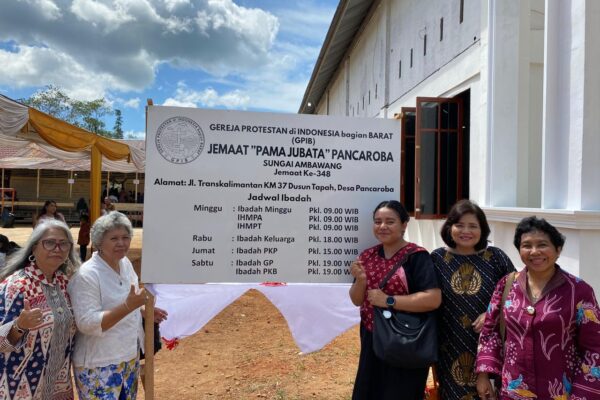 GEREJA PROTESTAN di INDONESIA bagian BARAT
(GPIB)
JEMAAT "PAMA JUBATA" PANCAROBA
SUNGAI AMBAWANG
Jemaat Ke-348
Alamat: Jl. Transkalimantan KM 37 Dusun Tapah, Desa Pancaroba
Jadwal Ibadah
Minggu : Ibadah Minggu Pkl. 09.00 WIB
IHMPA Pkl. 09.00 WIB
IHMPT Pkl. 09.00 WIB
Rabu : Ibadah Keluarga Pkl. 18.00 WIB
Jumat : Ibadah PKP Pkl. 15.00 WIB
Sabtu : Ibadah GP Pkl. 19.00 WIB
Ibadah PKB Pkl. 19.00 WIB
GPIB